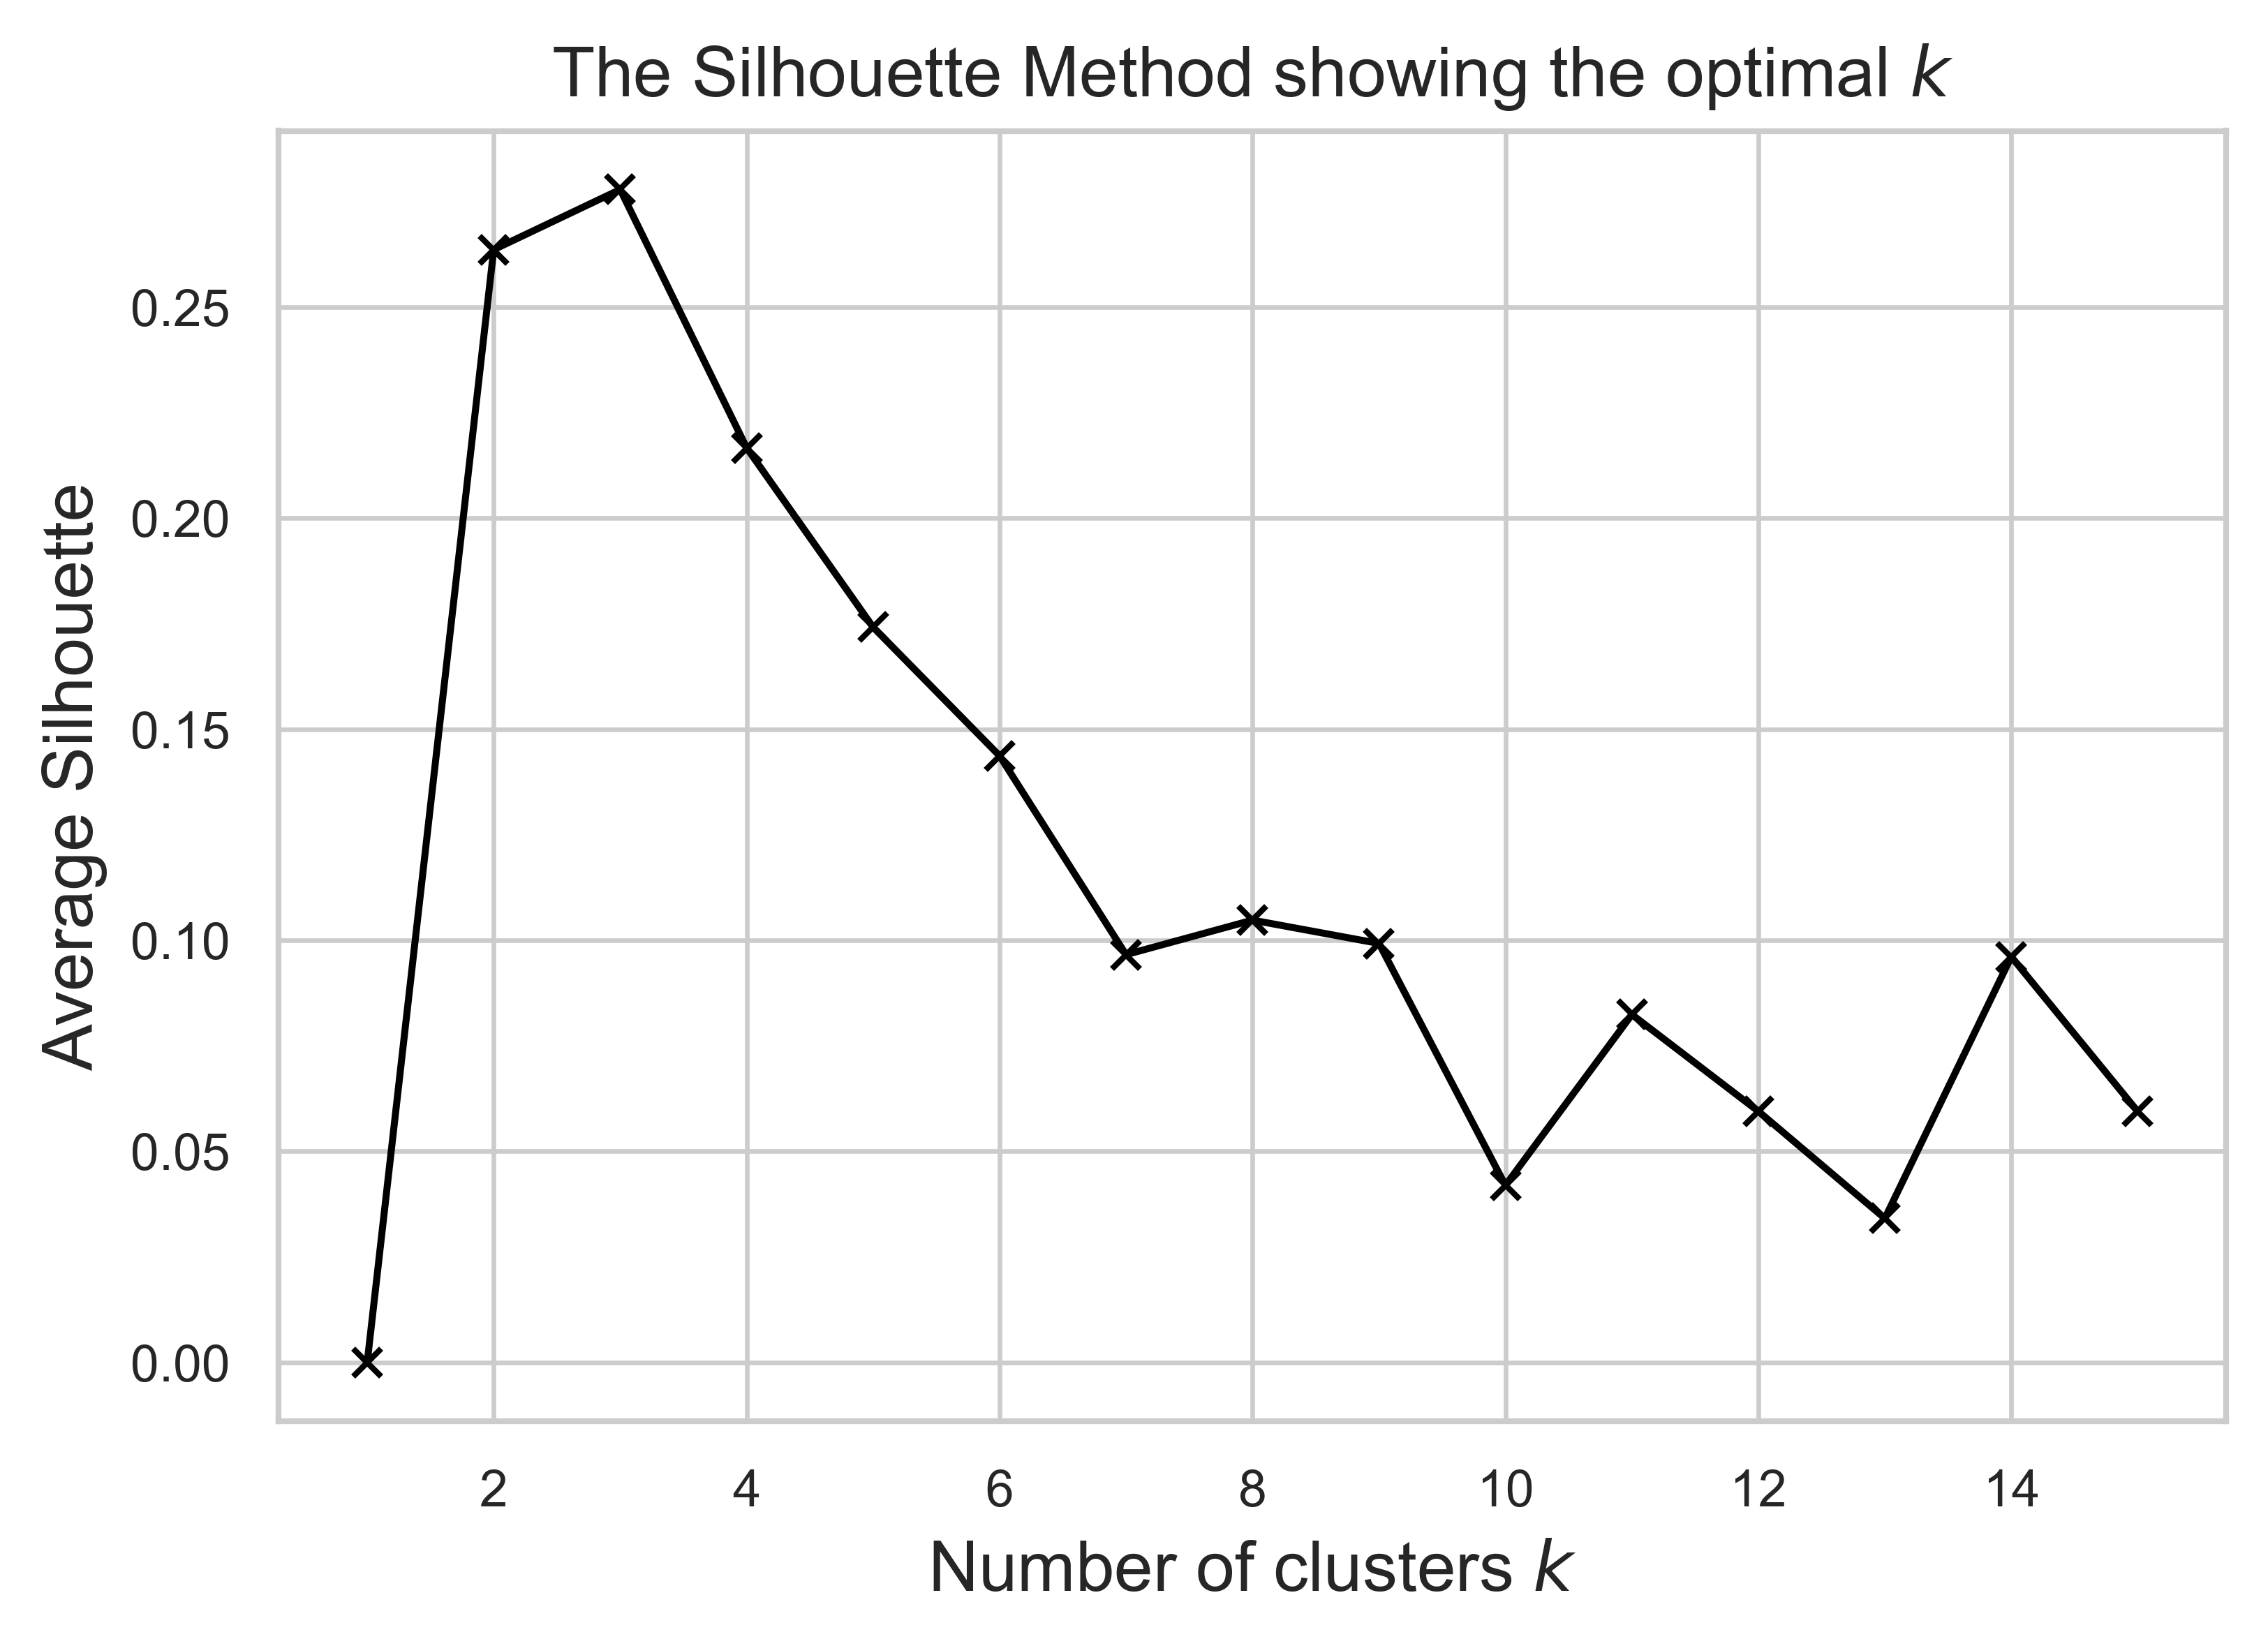 The Silhouette Method showing the optimal k
Average Silhouette
0.25
0.20
0.15
0.10
0.05
0.00
2 4 6 8 10 12 14
Number of clusters k